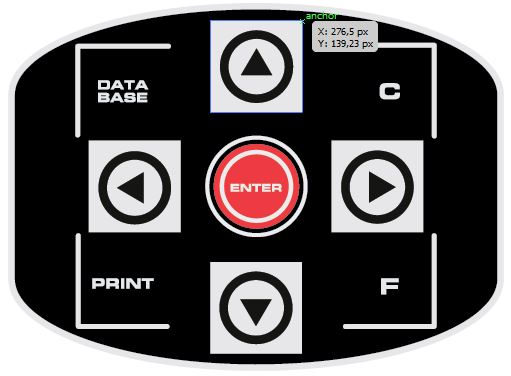 anchor
X: 276,5 px
Y: 139,23 px
DATA
BASE
C
ENTER
PRINT
F